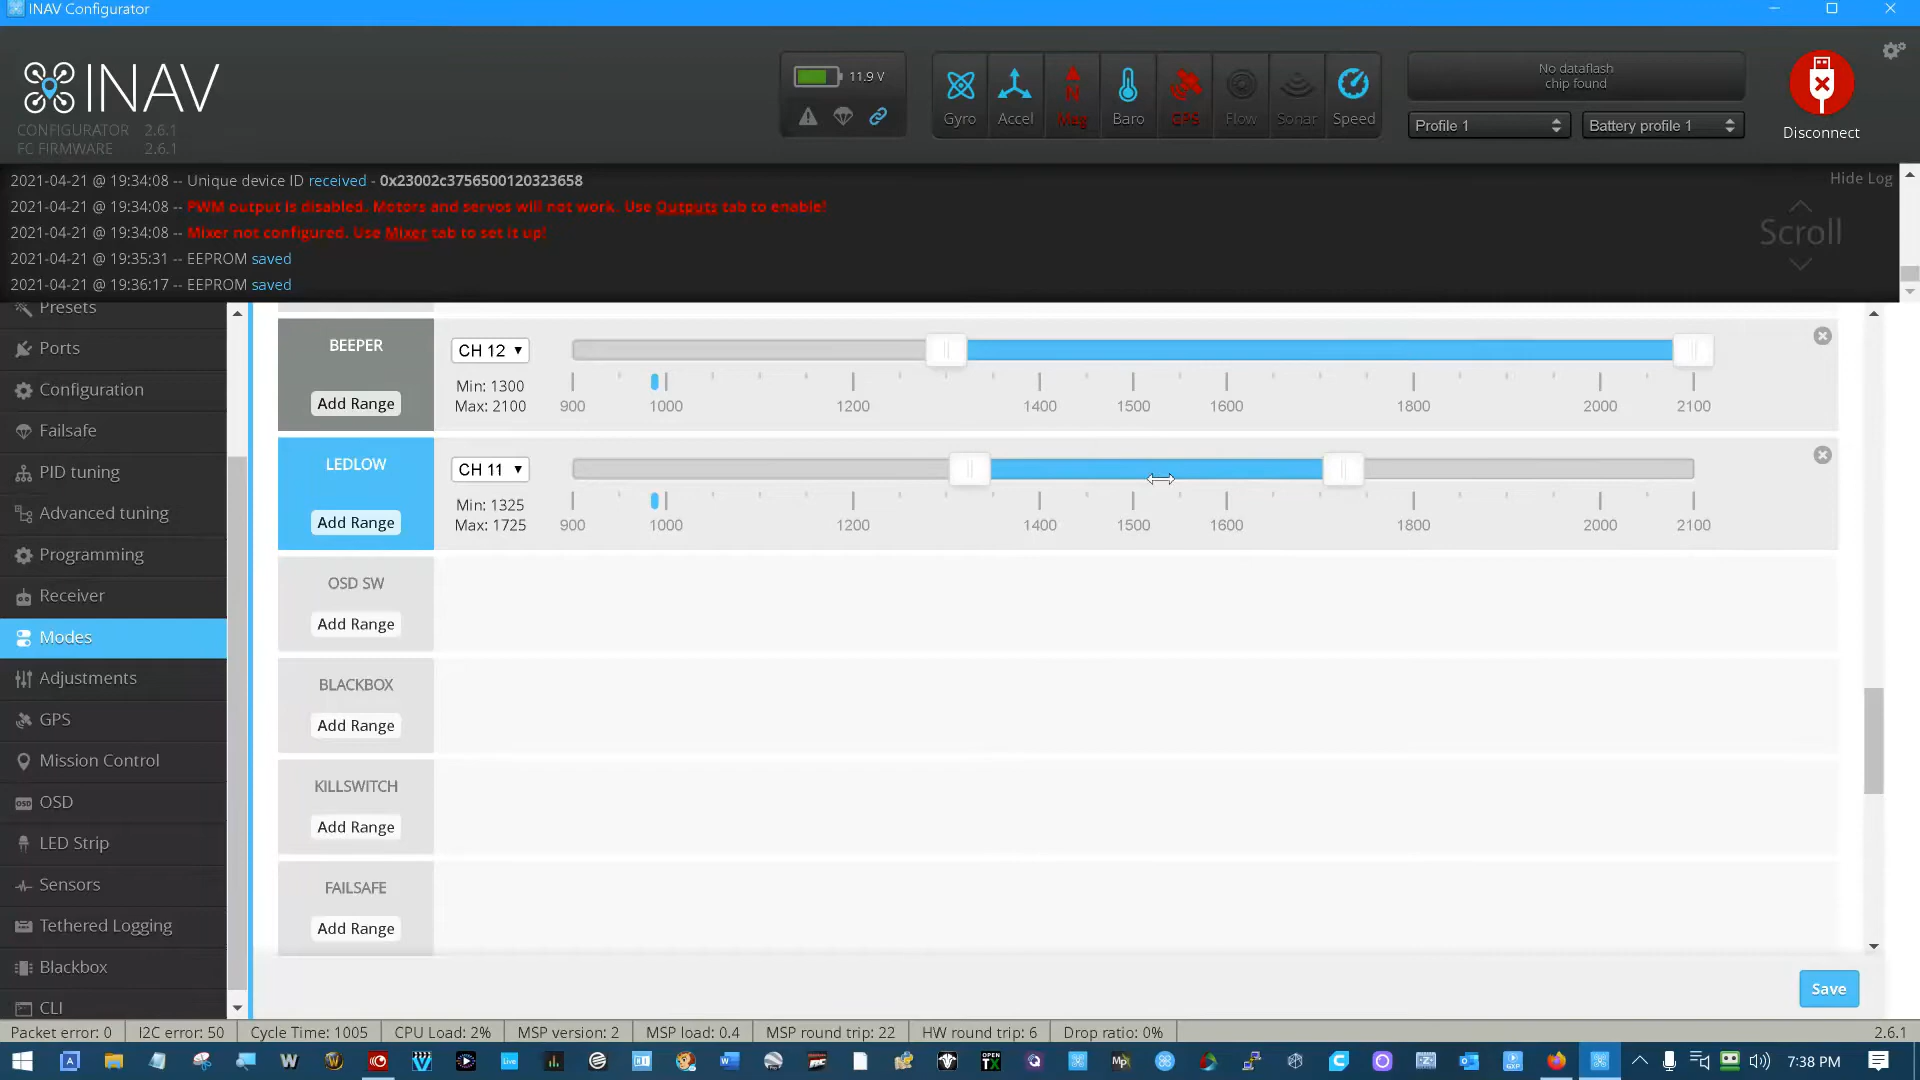 INAV Configurator
INAV
CONFIGURATOR 2.6.1
FC FIRMWARE 2.6.1
11.9 V
Gyro
Accel
Mag
Baro
GPS
Flow
Sonar
Speed
No dataflash
chip found
Profile 1
Battery profile 1
Disconnect
2021-04-21 @ 19:34:08 -- Unique device ID received - 0x23002c3756500120323658
2021-04-21 @ 19:34:08 -- PWM output is disabled. Motors and servos will not work. Use Outputs tab to enable!
2021-04-21 @ 19:34:08 -- Mixer not configured. Use Mixer tab to set it up!
2021-04-21 @ 19:35:31 -- EEPROM saved
2021-04-21 @ 19:36:17 -- EEPROM saved
Hide Log
Scroll
Presets
Ports
Configuration
Failsafe
PID tuning
Advanced tuning
Programming
Receiver
Modes
Adjustments
GPS
Mission Control
OSD
LED Strip
Sensors
Tethered Logging
Blackbox
CLI
BEEPER
Add Range
CH 12
Min: 1300
Max: 2100
900 1000 1200 1400 1500 1600 1800 2000 2100
LEDLOW
Add Range
CH 11
Min: 1325
Max: 1725
900 1000 1200 1400 1500 1600 1800 2000 2100
OSD SW
Add Range
BLACKBOX
Add Range
KILLSWITCH
Add Range
FAILSAFE
Add Range
Save
Packet error: 0 I2C error: 50 Cycle Time: 1005 CPU Load: 2% MSP version: 2 MSP load: 0.4 MSP round trip: 22 HW round trip: 6 Drop ratio: 0% 2.6.1
7:38 PM